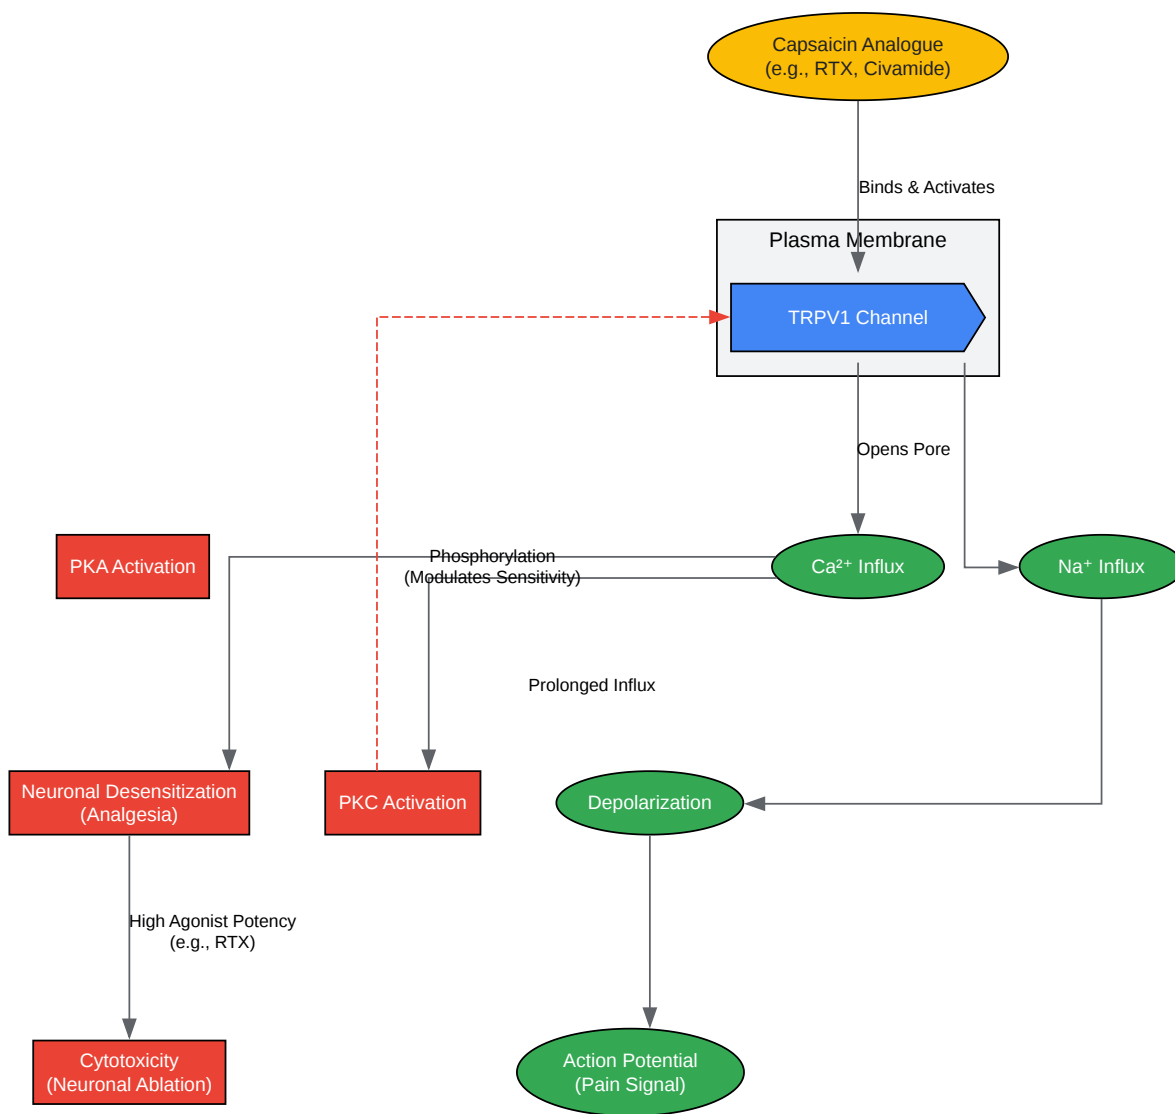 Capsaicin Analogue
(e.g., RTX, Civamide)
Binds & Activates
Plasma Membrane
TRPV1 Channel
Opens Pore
Phosphorylation
(Modulates Sensitivity)
PKA Activation
Ca²⁺ Influx
Na⁺ Influx
Prolonged Influx
Neuronal Desensitization
(Analgesia)
PKC Activation
Depolarization
High Agonist Potency
(e.g., RTX)
Cytotoxicity
(Neuronal Ablation)
Action Potential
(Pain Signal)